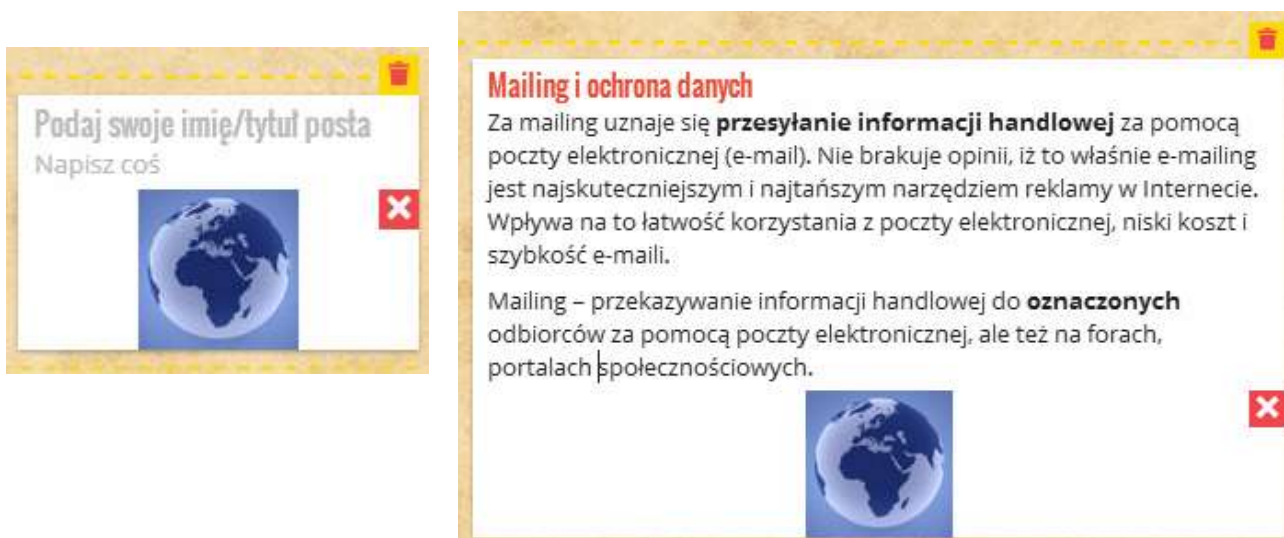 Podaj swoje imię/tytuł posta
Napisz coś
Mailing i ochrona danych
Za mailing uznaje się przesyłanie informacji handlowej za pomocą
poczty elektronicznej (e-mail). Nie brakuje opinii, iż to właśnie e-mailing
jest najskuteczniejszym i najtańszym narzędziem reklamy w Internecie.
Wpływa na to łatwość korzystania z poczty elektronicznej, niski koszt i
szybkość e-maili.
Mailing – przekazywanie informacji handlowej do oznaczonych
odbiorców za pomocą poczty elektronicznej, ale też na forach,
portalach społecznościowych.